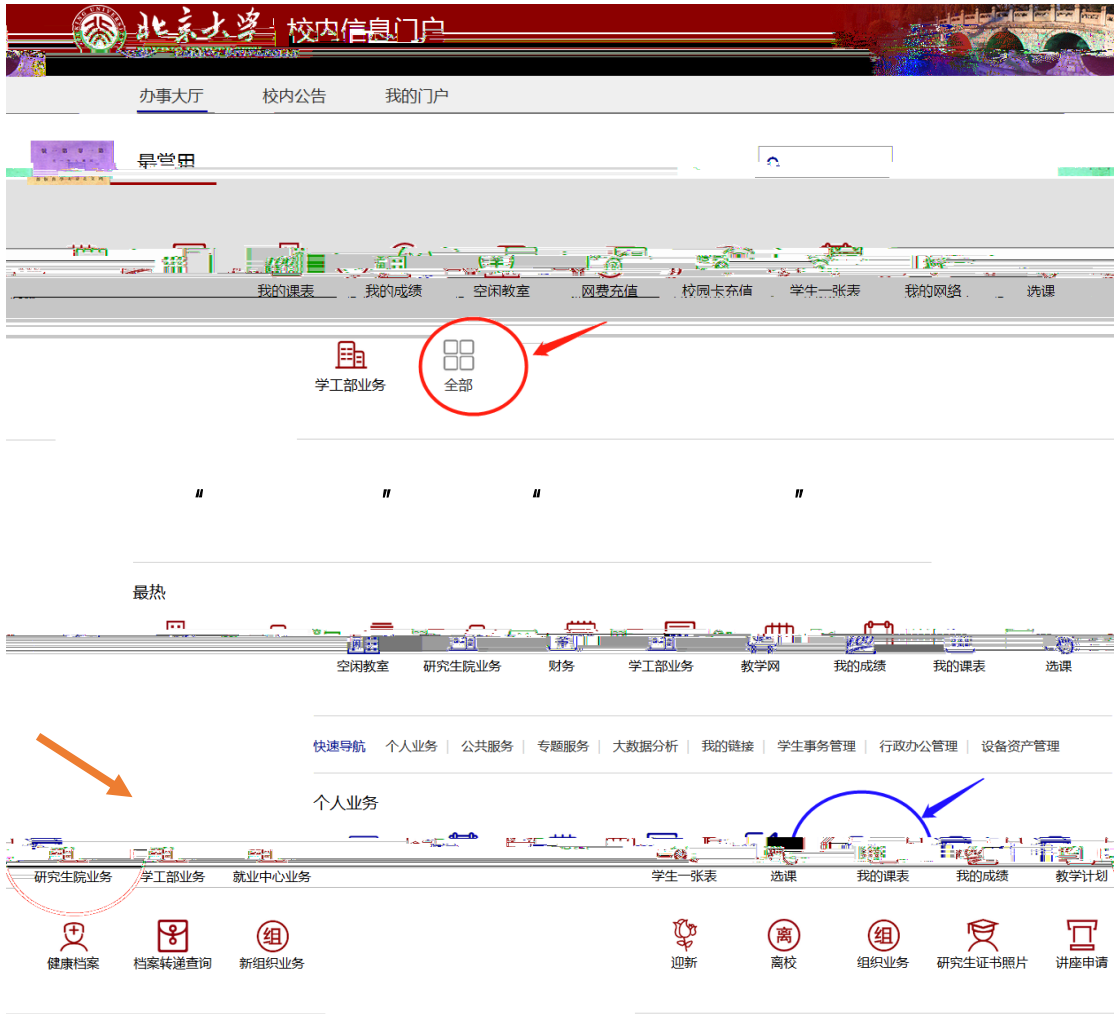 北京大学 校内信息门户
办事大厅 校内公告 我的门户
最常用
我的课表 我的成绩 空闲教室 网费充值 校园卡充值 学生一张表 我的网络 选课
学工部业务 全部
“ ” “ ”
最热
空闲教室 研究生院业务 财务 学工部业务 教学网 我的成绩 我的课表 选课
快速导航 个人业务 | 公共服务 | 专题服务 | 大数据分析 | 我的链接 | 学生事务管理 | 行政办公管理 | 设备资产管理
个人业务
研究生院业务 学工部业务 就业中心业务 学生一张表 选课 我的课表 我的成绩 教学计划
组 离 组
健康档案 档案转递查询 新组织业务 迎新 离校 组织业务 研究生证书照片 讲座申请